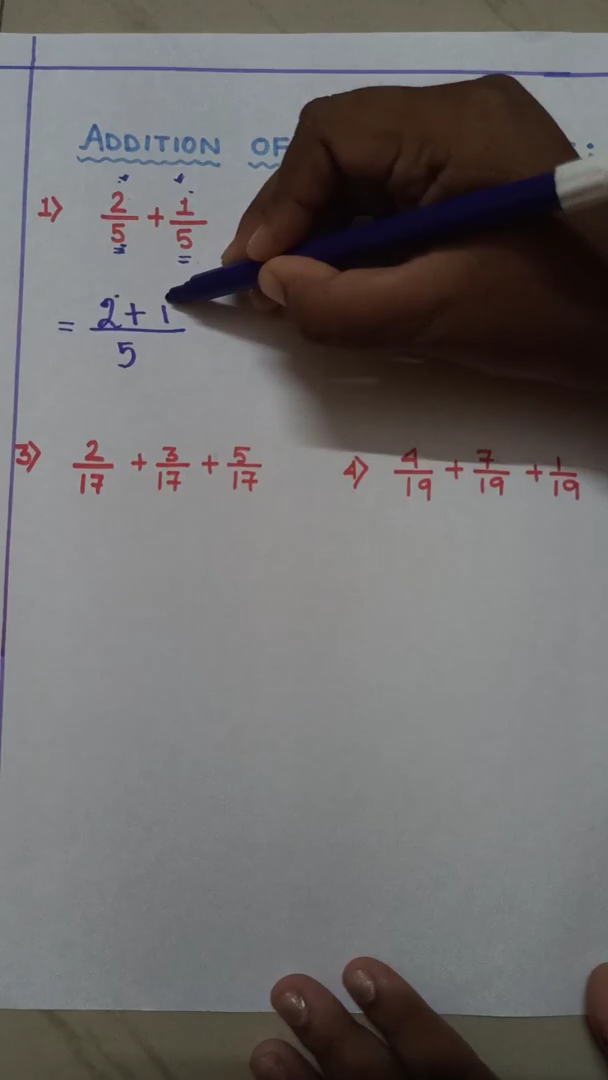 ADDITION OF :
1) 2/5 + 1/5
= 2+1/5
3) 2/17 + 3/17 + 5/17
4) 4/19 + 7/19 + 1/19